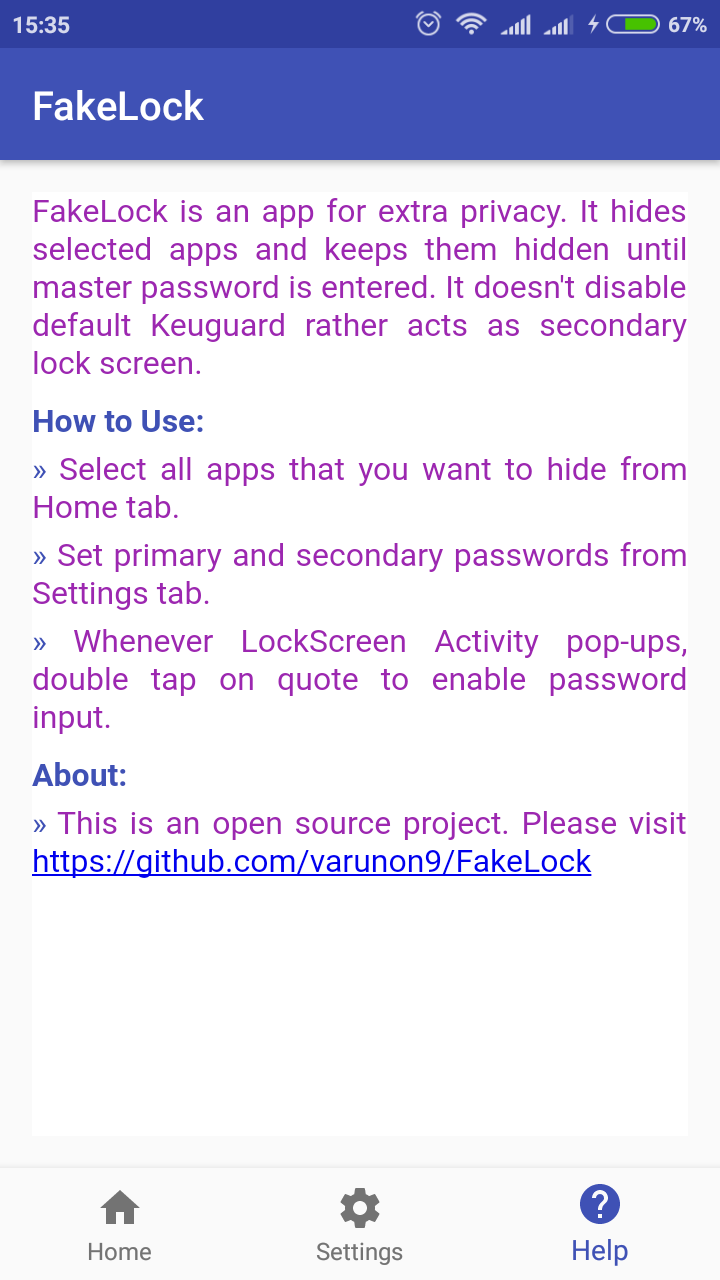 15:35
67%
FakeLock
FakeLock is an app for extra privacy. It hides
selected apps and keeps them hidden until
master password is entered. It doesn't disable
default Keuguard rather acts as secondary
lock screen.
How to Use:
» Select all apps that you want to hide from
Home tab.
» Set primary and secondary passwords from
Settings tab.
» Whenever LockScreen Activity pop-ups,
double tap on quote to enable password
input.
About:
» This is an open source project. Please visit
https://github.com/varunon9/FakeLock
Home
Settings
Help